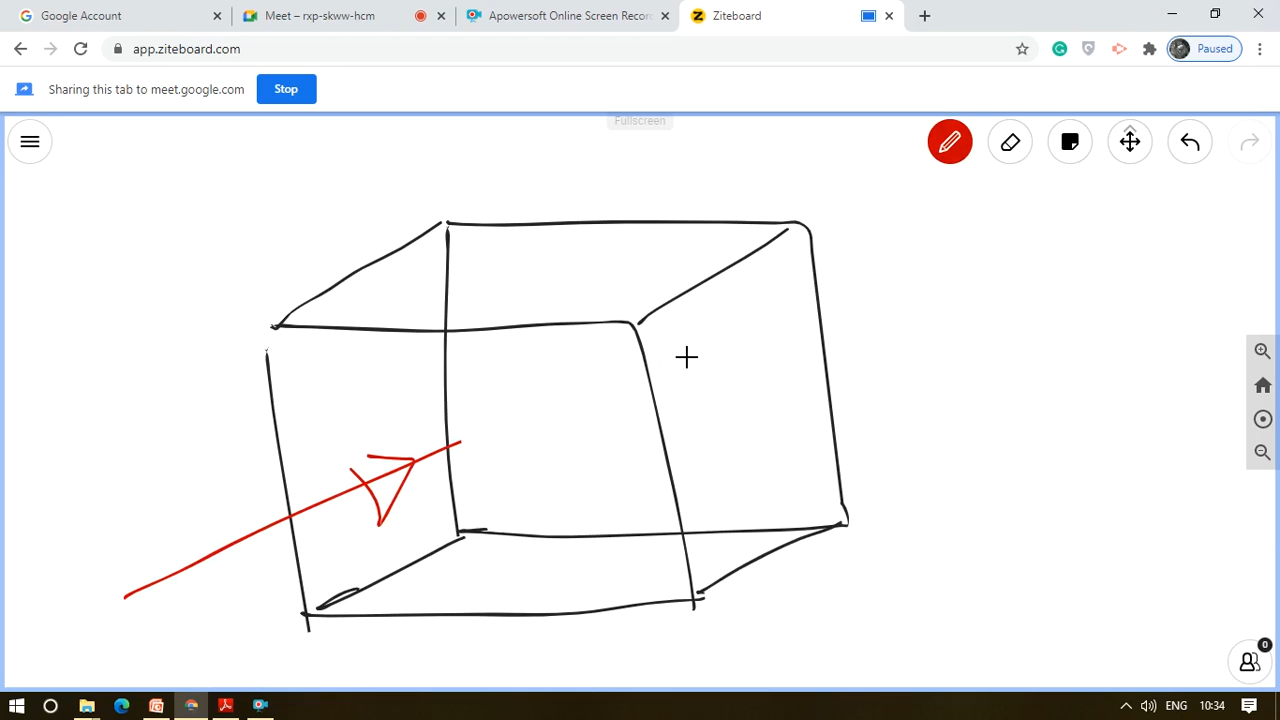 Google Account
Meet – rxp-skww-hcm
Apowersoft Online Screen Recor
Ziteboard
app.ziteboard.com
Paused
Sharing this tab to meet.google.com
Stop
Fullscreen
0
ENG
10:34